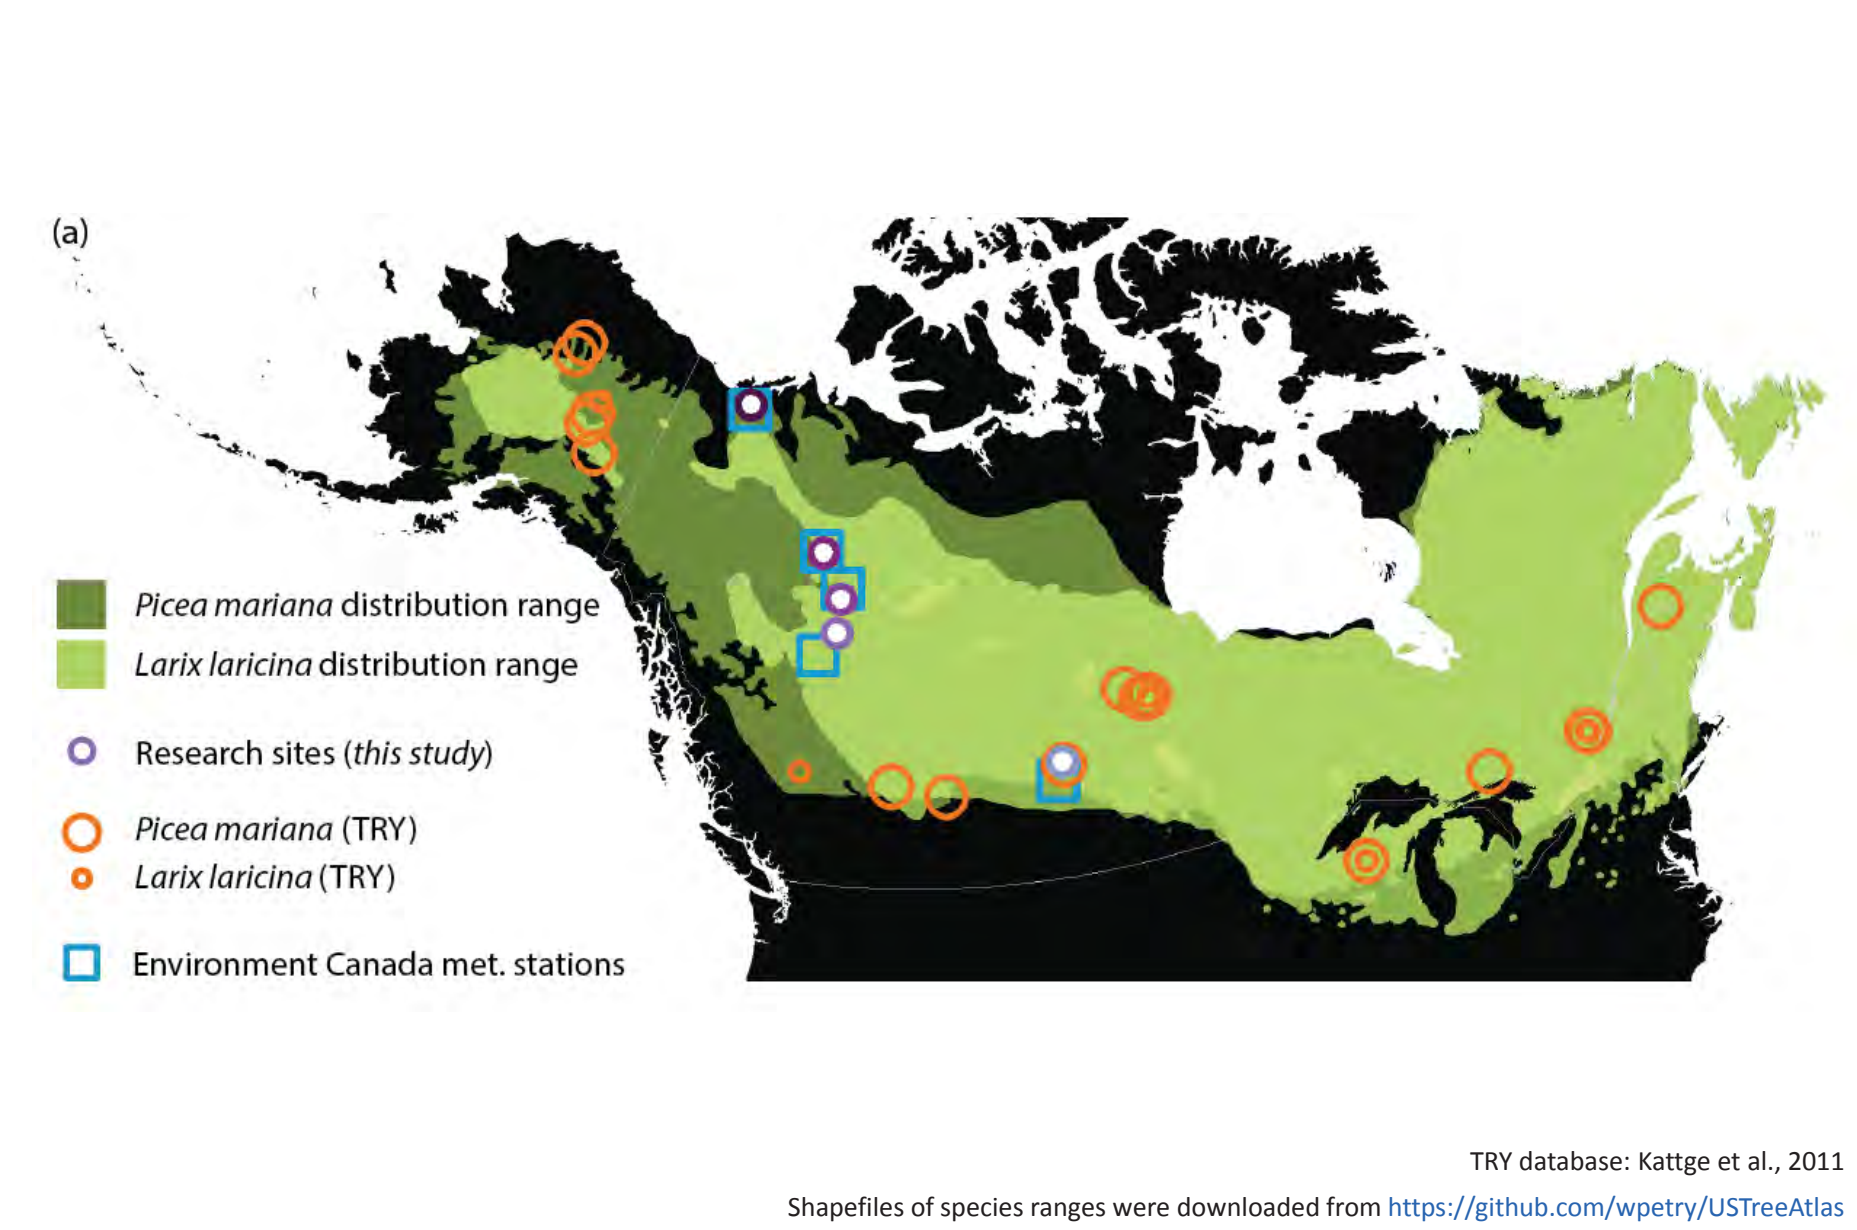 (a)
Picea mariana distribution range
Larix laricina distribution range
Research sites (this study)
Picea mariana (TRY)
Larix laricina (TRY)
Environment Canada met. stations
TRY database: Kattge et al., 2011
Shapefiles of species ranges were downloaded from https://github.com/wpetry/USTreeAtlas